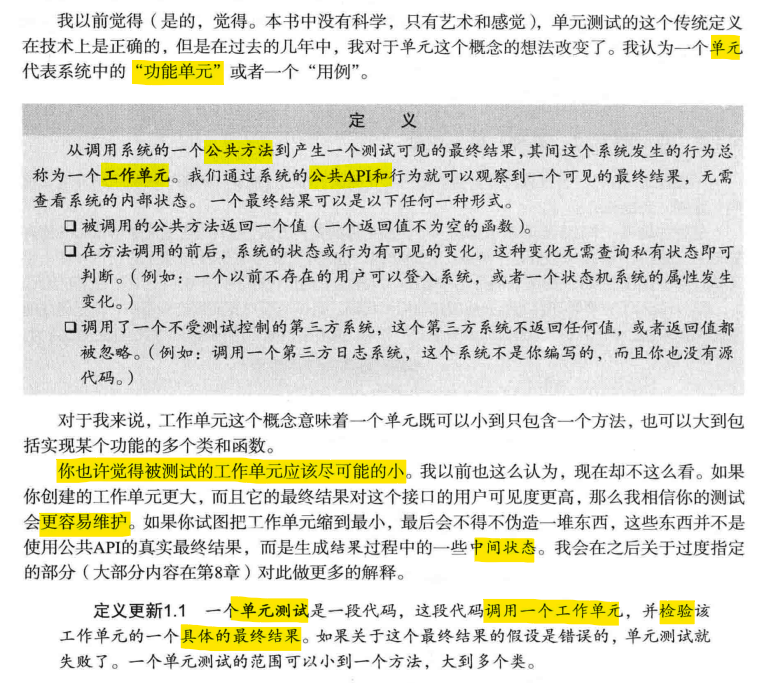 我以前觉得（是的，觉得。本书中没有科学，只有艺术和感觉），单元测试的这个传统定义
在技术上是正确的，但是在过去的几年中，我对于单元这个概念的想法改变了。我认为一个单元
代表系统中的“功能单元”或者一个“用例”。
定 义
从调用系统的一个公共方法到产生一个测试可见的最终结果，其间这个系统发生的行为总
称为一个工作单元。我们通过系统的公共API和行为就可以观察到一个可见的最终结果，无需
查看系统的内部状态。一个最终结果可以是以下任何一种形式。
❑ 被调用的公共方法返回一个值（一个返回值不为空的函数）。
❑ 在方法调用的前后，系统的状态或行为有可见的变化，这种变化无需查询私有状态即可
判断。（例如：一个以前不存在的用户可以登入系统，或者一个状态机系统的属性发生
变化。）
❑ 调用了一个不受测试控制的第三方系统，这个第三方系统不返回任何值，或者返回值都
被忽略。（例如：调用一个第三方日志系统，这个系统不是你编写的，而且你也没有源
代码。）
对于我来说，工作单元这个概念意味着一个单元既可以小到只包含一个方法，也可以大到包
括实现某个功能的多个类和函数。
你也许觉得被测试的工作单元应该尽可能的小。我以前也这么认为，现在却不这么看。如果
你创建的工作单元更大，而且它的最终结果对这个接口的用户可见度更高，那么我相信你的测试
会更容易维护。如果你试图把工作单元缩到最小，最后会不得不伪造一堆东西，这些东西并不是
使用公共API的真实最终结果，而是生成结果过程中的一些中间状态。我会在之后关于过度指定
的部分（大部分内容在第8章）对此做更多的解释。
定义更新1.1 一个单元测试是一段代码，这段代码调用一个工作单元，并检验该
工作单元的一个具体的最终结果。如果关于这个最终结果的假设是错误的，单元测试就
失败了。一个单元测试的范围可以小到一个方法，大到多个类。